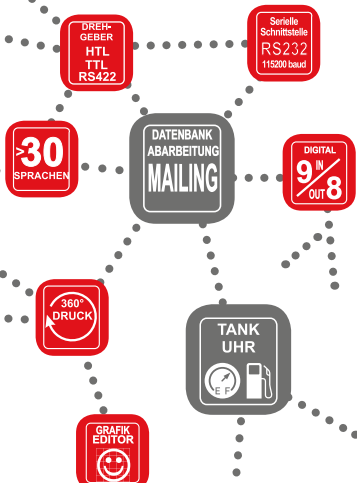 DREH-
GEBER
HTL
TTL
RS422
Serielle
Schnittstelle
RS232
115200 baud
>30
SPRACHEN
DATENBANK
ABARBEITUNG
MAILING
DIGITAL
9 IN
OUT 8
360°
DRUCK
TANK
UHR
E F
GRAFIK
EDITOR